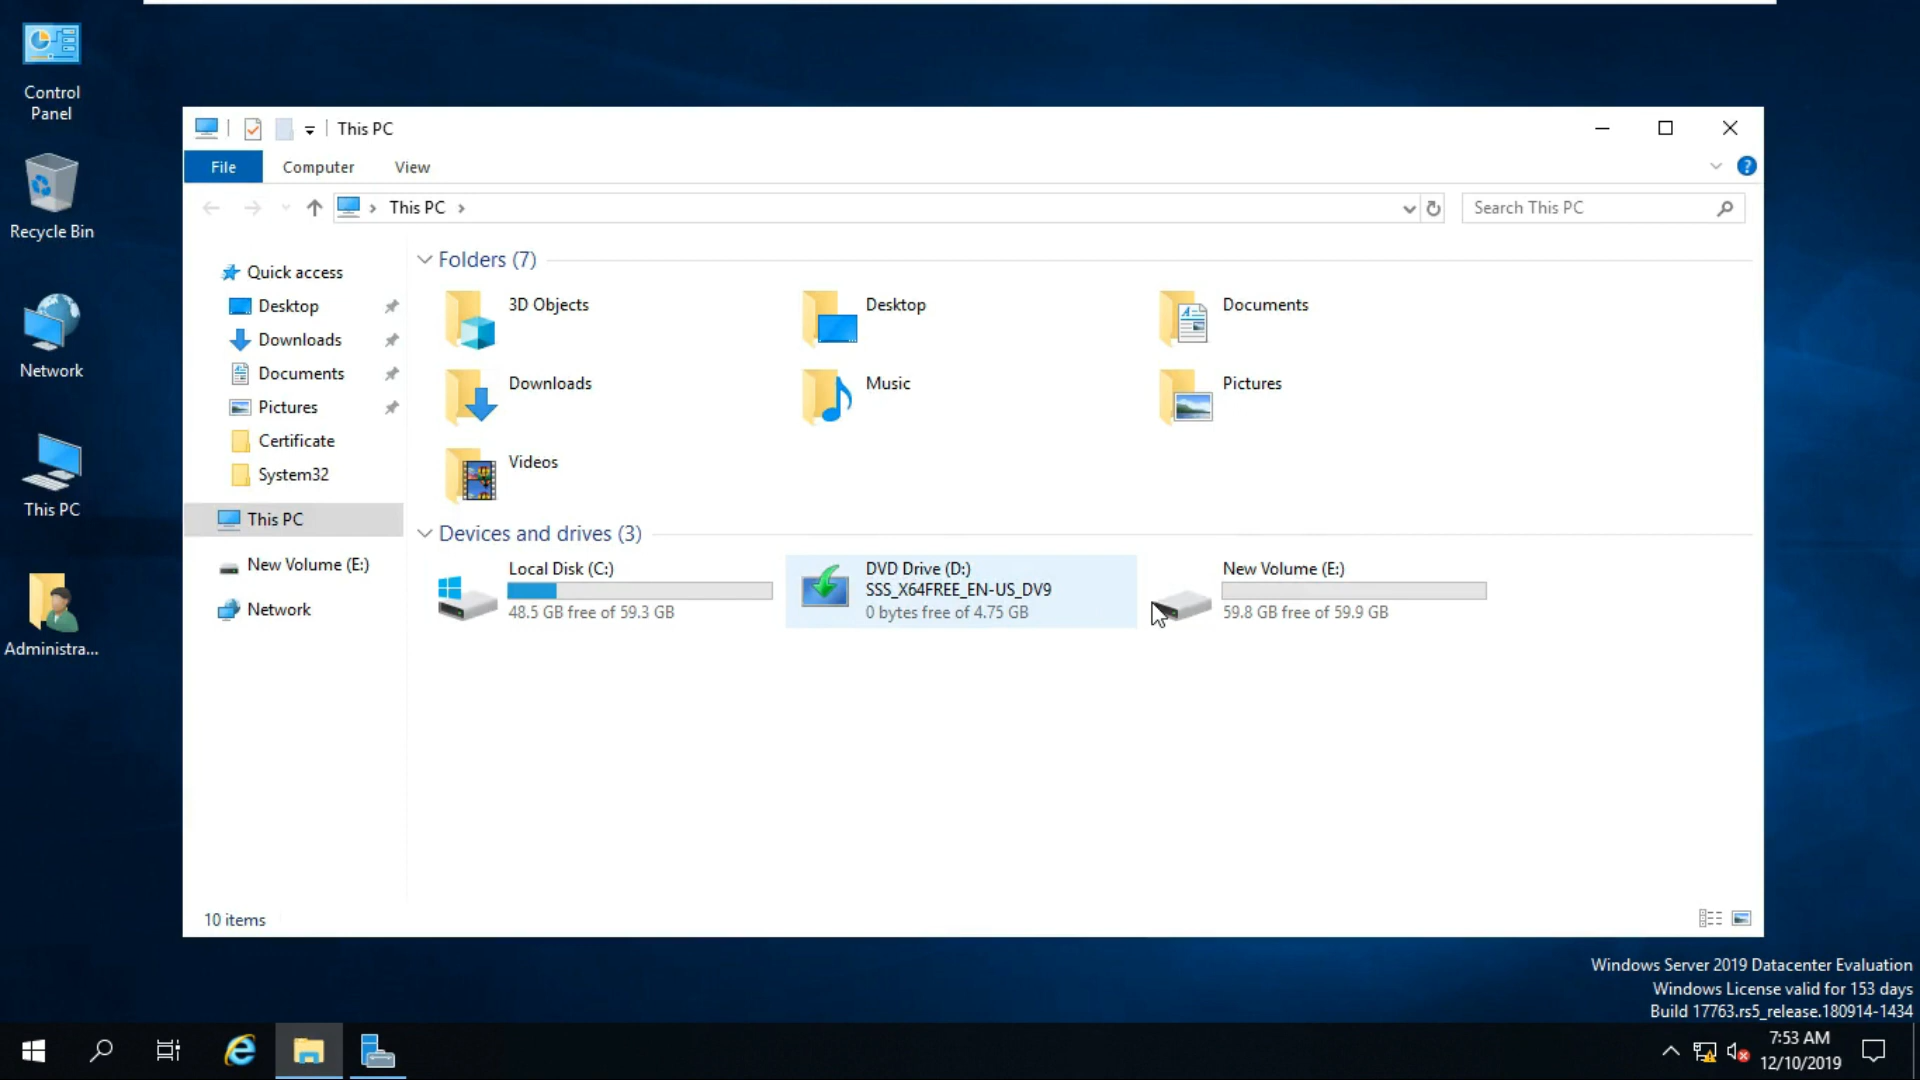 Control
Panel
Recycle Bin
Network
This PC
Administra...
This PC
File
Computer
View
This PC
Search This PC
Quick access
Desktop
Downloads
Documents
Pictures
Certificate
System32
This PC
New Volume (E:)
Network
Folders (7)
3D Objects
Desktop
Documents
Downloads
Music
Pictures
Videos
Devices and drives (3)
Local Disk (C:)
48.5 GB free of 59.3 GB
DVD Drive (D:)
SSS_X64FREE_EN-US_DV9
0 bytes free of 4.75 GB
New Volume (E:)
59.8 GB free of 59.9 GB
10 items
Windows Server 2019 Datacenter Evaluation
Windows License valid for 153 days
Build 17763.rs5_release.180914-1434
7:53 AM
12/10/2019